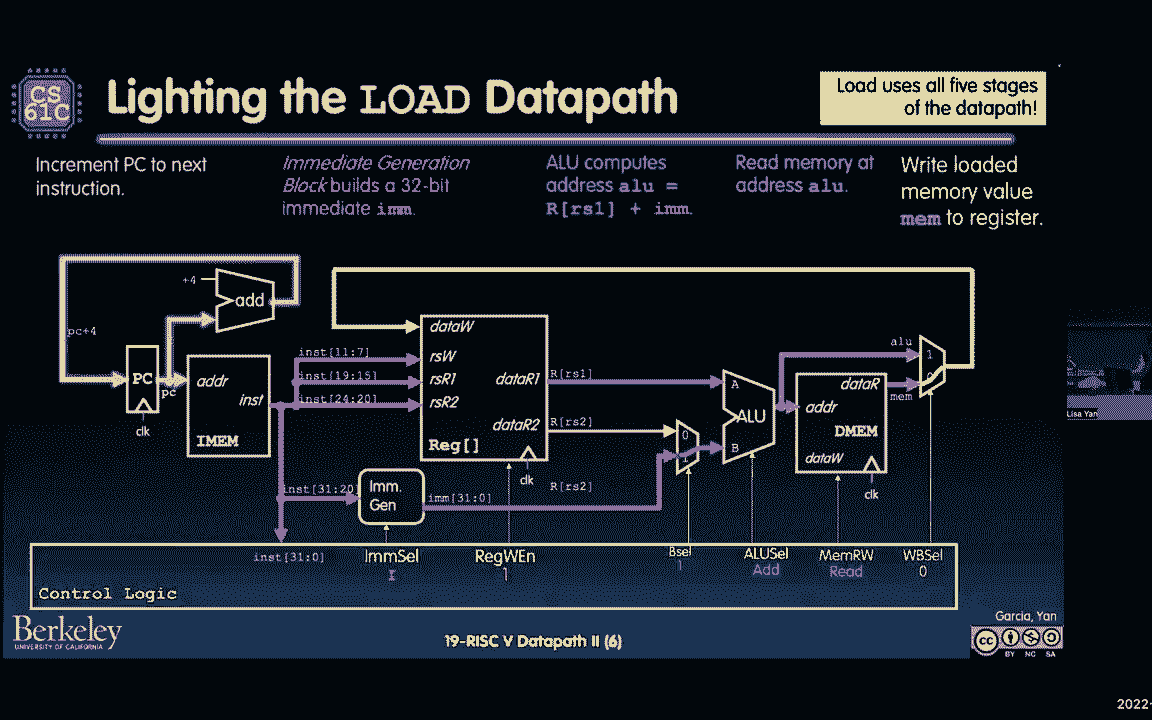 CS
61C
Lighting the LOAD Datapath
Load uses all five stages
of the datapath!
Increment PC to next
instruction.
Immediate Generation
Block builds a 32-bit
immediate imm.
ALU computes
address alu =
R[rs1] + imm.
Read memory at
address alu.
Write loaded
memory value
mem to register.
+4
add
pc+4
PC
pc
clk
addr
inst
IMEM
inst[11:7]
inst[19:15]
inst[24:20]
inst[31:20]
inst[31:0]
dataW
rsW
rsR1
rsR2
dataR1
dataR2
Reg[]
clk
R[rs1]
R[rs2]
R[rs2]
Imm.
Gen
imm[31:0]
0
1
A
ALU
B
addr
dataR
DMEM
dataW
clk
alu
mem
1
0
ImmSel
I
RegWEn
1
Bsel
1
ALUSel
Add
MemRW
Read
WBSel
0
Control Logic
Berkeley
UNIVERSITY OF CALIFORNIA
19-RISC V Datapath II (6)
Garcia, Yan
cc
BY NC SA
Lisa Yan
2022-